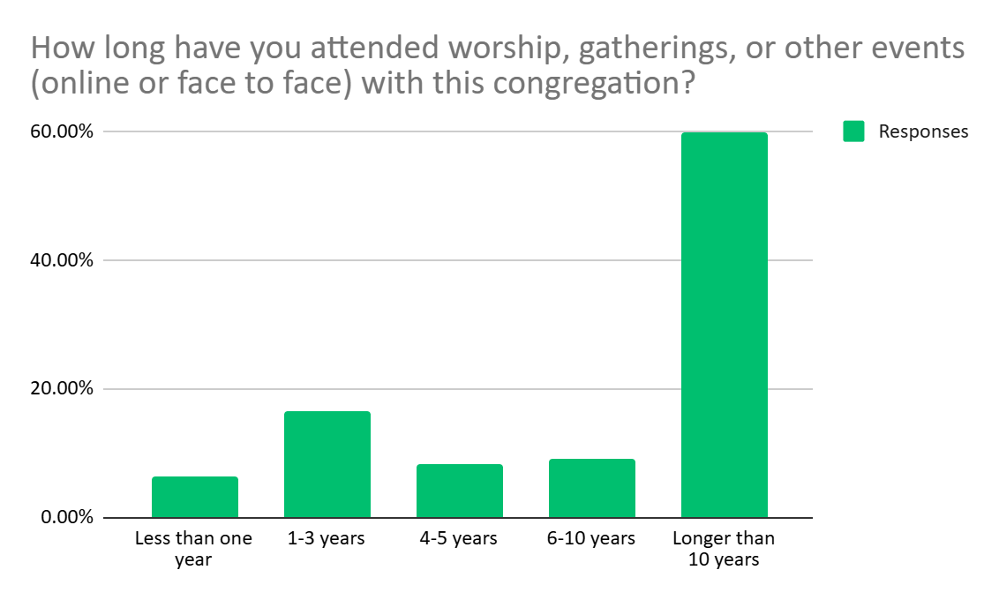 How long have you attended worship, gatherings, or other events
(online or face to face) with this congregation?
60.00%
Responses
40.00%
20.00%
0.00%
Less than one
year
1-3 years
4-5 years
6-10 years
Longer than
10 years